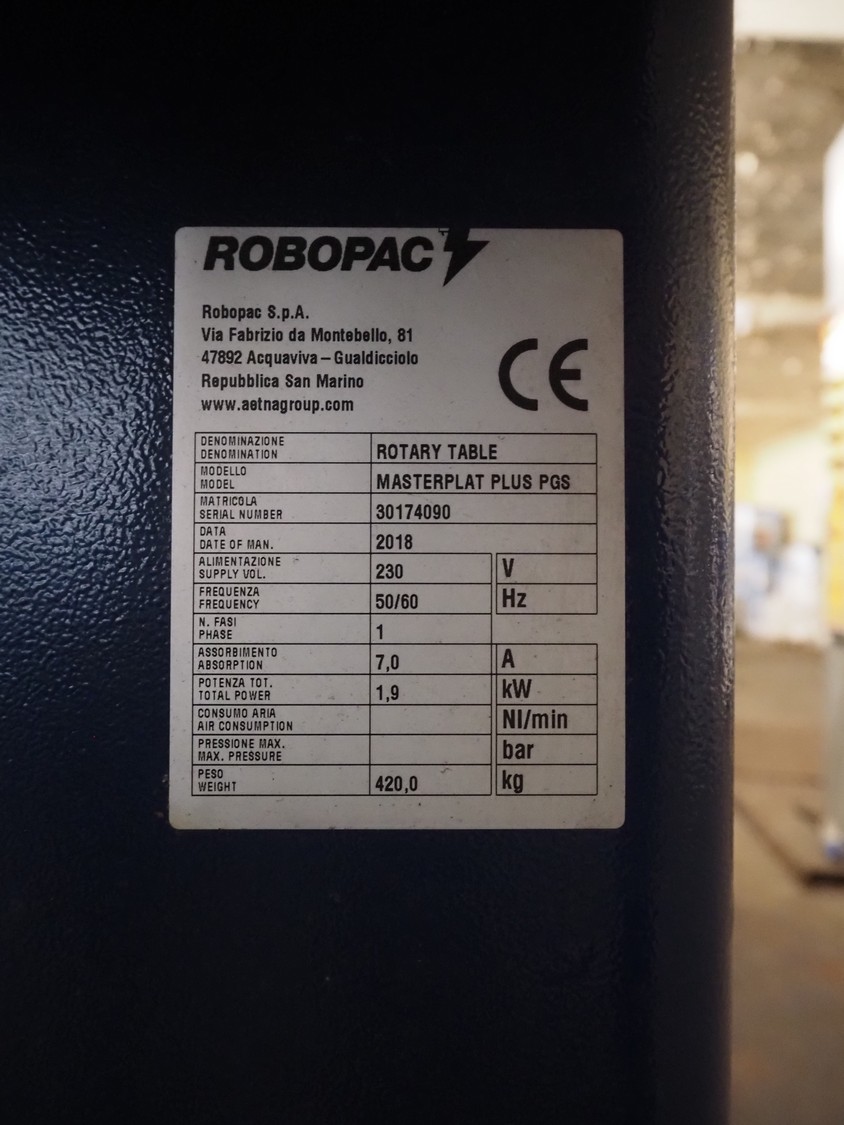 ROBOPAC
Robopac S.p.A.
Via Fabrizio da Montebello, 81
47892 Acquaviva – Gualdicciolo
Repubblica San Marino
www.aetnagroup.com
CE
DENOMINAZIONE
DENOMINATION
ROTARY TABLE
MODELLO
MODEL
MASTERPLAT PLUS PGS
MATRICOLA
SERIAL NUMBER
30174090
DATA
DATE OF MAN.
2018
ALIMENTAZIONE
SUPPLY VOL.
230 V
FREQUENZA
FREQUENCY
50/60 Hz
N. FASI
PHASE
1
ASSORBIMENTO
ABSORPTION
7,0 A
POTENZA TOT.
TOTAL POWER
1,9 kW
CONSUMO ARIA
AIR CONSUMPTION
Nl/min
PRESSIONE MAX.
MAX. PRESSURE
bar
PESO
WEIGHT
420,0 kg